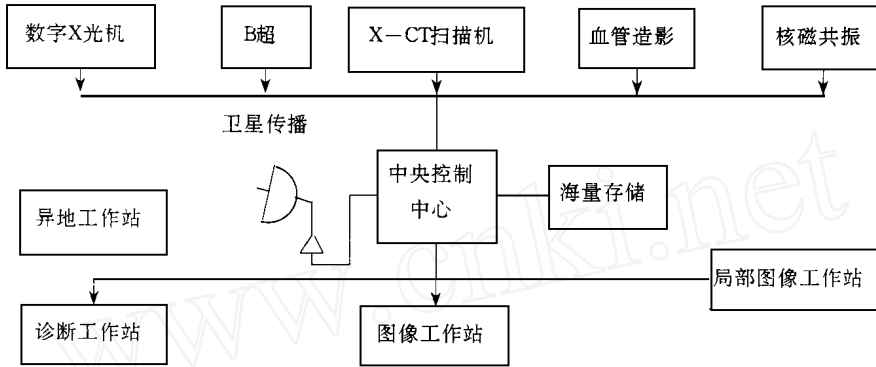 数字X光机
B超
X-CT扫描机
血管造影
核磁共振
卫星传播
中央控制
中心
海量存储
异地工作站
局部图像工作站
诊断工作站
图像工作站
www.cnki.net